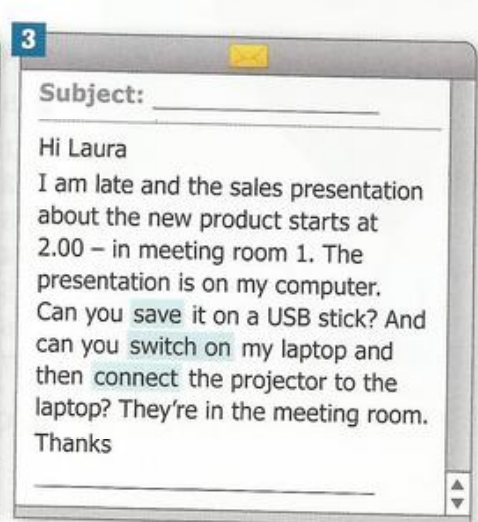 3
Subject:
Hi Laura
I am late and the sales presentation
about the new product starts at
2.00 – in meeting room 1. The
presentation is on my computer.
Can you save it on a USB stick? And
can you switch on my laptop and
then connect the projector to the
laptop? They're in the meeting room.
Thanks